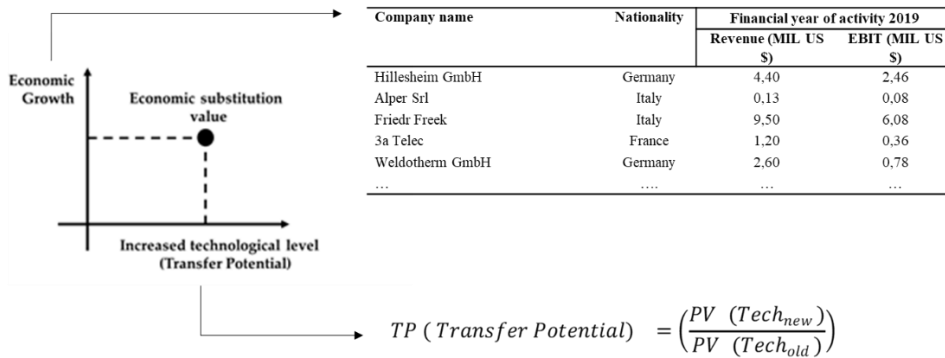 Company name Nationality Financial year of activity 2019
Revenue (MIL US $) EBIT (MIL US $)
Hillesheim GmbH Germany 4,40 2,46
Alper Srl Italy 0,13 0,08
Friedr Freek Italy 9,50 6,08
3a Telec France 1,20 0,36
Weldotherm GmbH Germany 2,60 0,78
… …. … …
Economic
Growth
Economic substitution
value
Increased technological level
(Transfer Potential)
TP ( Transfer Potential) = (PV (Tech_new) / PV (Tech_old))